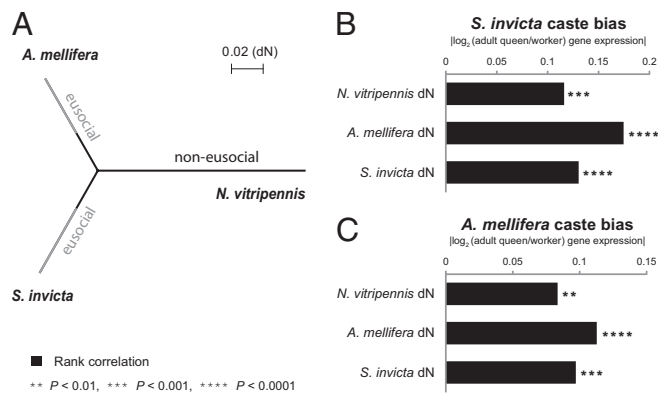 A
A. mellifera
0.02 (dN)
eusocial
non-eusocial
N. vitripennis
eusocial
S. invicta
Rank correlation
** P < 0.01, *** P < 0.001, **** P < 0.0001
B
S. invicta caste bias
|log2 (adult queen/worker) gene expression|
0 0.05 0.1 0.15 0.2
N. vitripennis dN ***
A. mellifera dN ****
S. invicta dN ****
C
A. mellifera caste bias
|log2 (adult queen/worker) gene expression|
0 0.05 0.1 0.15
N. vitripennis dN **
A. mellifera dN ****
S. invicta dN ***